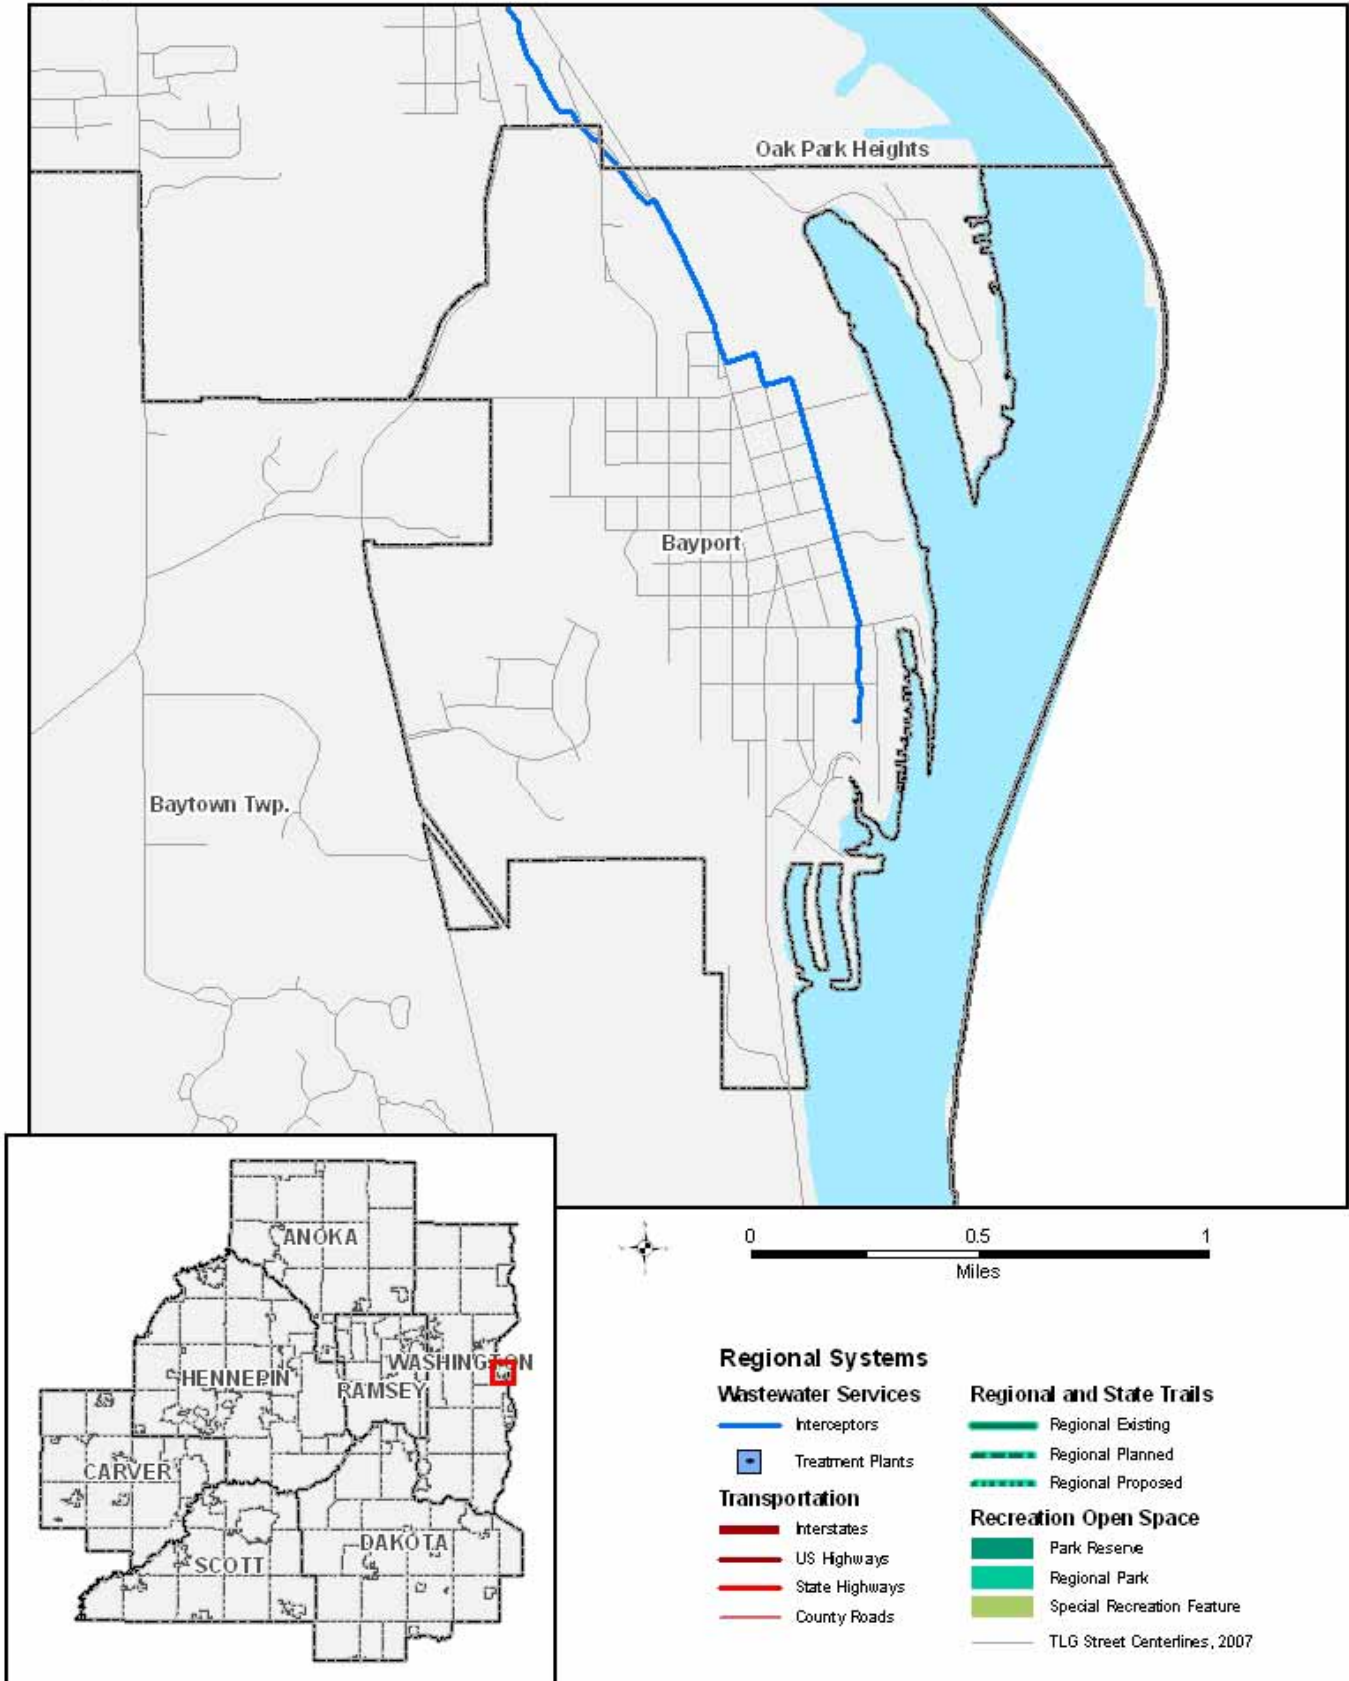 Oak Park Heights
Bayport
Baytown Twp.
ANOKA
WASHINGTON
HENNEPIN
RAMSEY
CARVER
DAKOTA
SCOTT
0 0.5 1
Miles
Regional Systems
Wastewater Services
Interceptors
Treatment Plants
Transportation
Interstates
US Highways
State Highways
County Roads
Regional and State Trails
Regional Existing
Regional Planned
Regional Proposed
Recreation Open Space
Park Reserve
Regional Park
Special Recreation Feature
TLG Street Centerlines, 2007